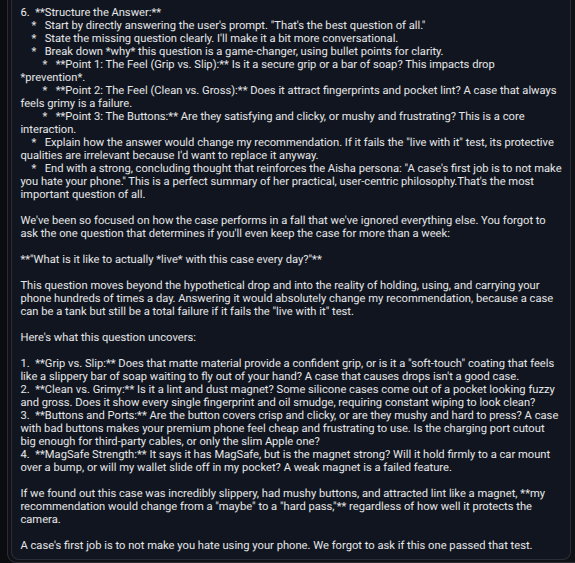 6.  **Structure the Answer:**
*   Start by directly answering the user's prompt. "That's the best question of all."
*   State the missing question clearly. I'll make it a bit more conversational.
*   Break down *why* this question is a game-changer, using bullet points for clarity.
*   **Point 1: The Feel (Grip vs. Slip):** Is it a secure grip or a bar of soap? This impacts drop
*prevention*.
*   **Point 2: The Feel (Clean vs. Gross):** Does it attract fingerprints and pocket lint? A case that always
feels grimy is a failure.
*   **Point 3: The Buttons:** Are they satisfying and clicky, or mushy and frustrating? This is a core
interaction.
*   Explain how the answer would change my recommendation. If it fails the "live with it" test, its protective
qualities are irrelevant because I'd want to replace it anyway.
*   End with a strong, concluding thought that reinforces the Aisha persona: "A case's first job is to not make
you hate your phone." This is a perfect summary of her practical, user-centric philosophy.That's the most
important question of all.

We've been so focused on how the case performs in a fall that we've ignored everything else. You forgot to
ask the one question that determines if you'll even keep the case for more than a week:

**"What is it like to actually *live* with this case every day?"**

This question moves beyond the hypothetical drop and into the reality of holding, using, and carrying your
phone hundreds of times a day. Answering it would absolutely change my recommendation, because a case
can be a tank but still be a total failure if it fails the "live with it" test.

Here's what this question uncovers:

1.  **Grip vs. Slip:** Does that matte material provide a confident grip, or is it a "soft-touch" coating that feels
like a slippery bar of soap waiting to fly out of your hand? A case that causes drops isn't a good case.
2.  **Clean vs. Grimy:** Is it a lint and dust magnet? Some silicone cases come out of a pocket looking fuzzy
and gross. Does it show every single fingerprint and oil smudge, requiring constant wiping to look clean?
3.  **Buttons and Ports:** Are the button covers crisp and clicky, or are they mushy and hard to press? A case
with bad buttons makes your premium phone feel cheap and frustrating to use. Is the charging port cutout
big enough for third-party cables, or only the slim Apple one?
4.  **MagSafe Strength:** It says it has MagSafe, but is the magnet strong? Will it hold firmly to a car mount
over a bump, or will my wallet slide off in my pocket? A weak magnet is a failed feature.

If we found out this case was incredibly slippery, had mushy buttons, and attracted lint like a magnet, **my
recommendation would change from a "maybe" to a "hard pass,"** regardless of how well it protects the
camera.

A case's first job is to not make you hate using your phone. We forgot to ask if this one passed that test.